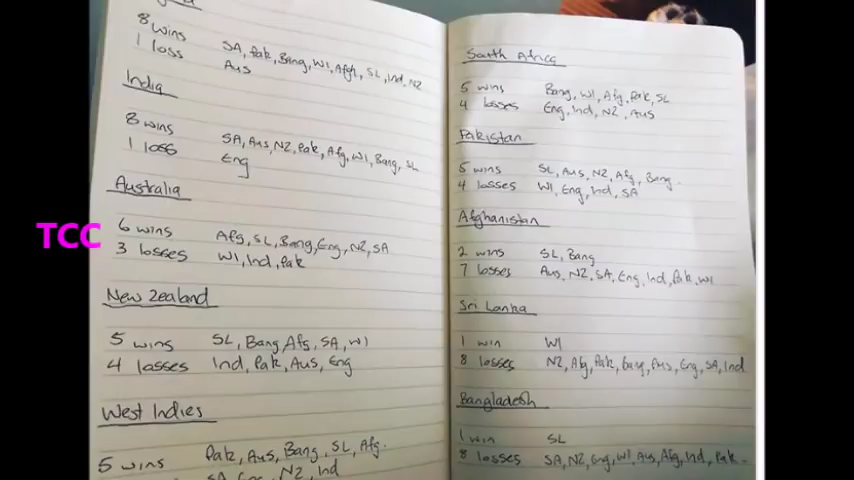 8 wins SA, Pak, Bang, WI, Afgh, SL, Ind, NZ
1 loss Aus
India
8 wins SA, Aus, NZ, Pak, Afg, WI, Bang, SL
1 loss Eng
Australia
6 wins Afg, SL, Bang, Eng, NZ, SA
3 losses WI, Ind, Pak
TCC
New Zealand
5 wins SL, Bang, Afg, SA, WI
4 losses Ind, Pak, Aus, Eng
West Indies
5 wins Pak, Aus, Bang, SL, Afg.
SA, Eng, NZ, Ind
South Africa
5 wins Bang, WI, Afg, Pak, SL
4 losses Eng, Ind, NZ, Aus
Pakistan
5 wins SL, Aus, NZ, Afg, Bang.
4 losses WI, Eng, Ind, SA
Afghanistan
2 wins SL, Bang
7 losses Aus, NZ, SA, Eng, Ind, Pak, WI
Sri Lanka
1 win WI
8 losses NZ, Afg, Pak, Bang, Aus, Eng, SA, Ind
Bangladesh
1 win SL
8 losses SA, NZ, Eng, WI, Aus, Afg, Ind, Pak-